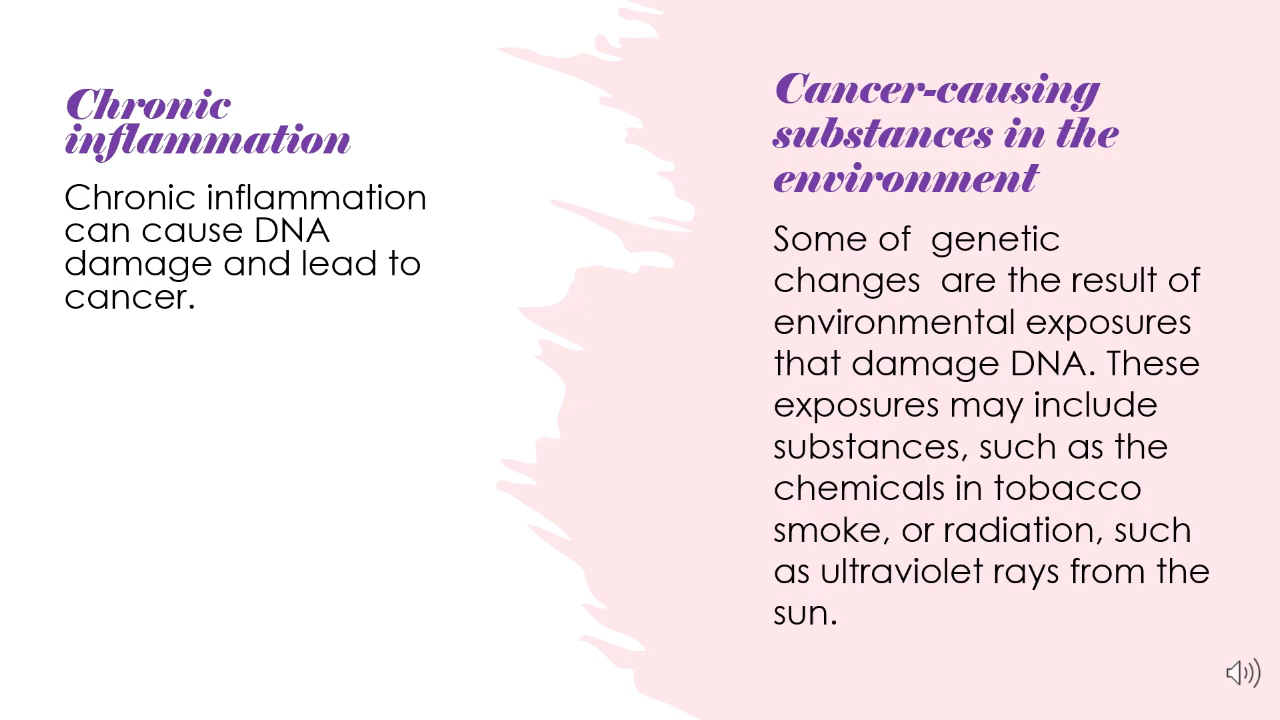 Chronic
inflammation
Chronic inflammation
can cause DNA
damage and lead to
cancer.
Cancer-causing
substances in the
environment
Some of  genetic
changes  are the result of
environmental exposures
that damage DNA. These
exposures may include
substances, such as the
chemicals in tobacco
smoke, or radiation, such
as ultraviolet rays from the
sun.